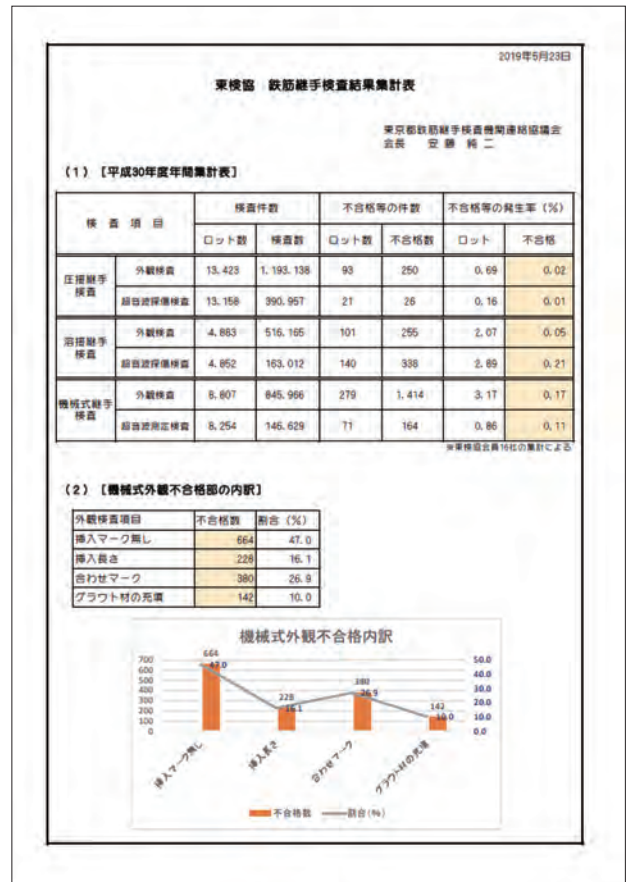 2019年5月23日
東検協 鉄筋継手検査結果集計表
東京都鉄筋継手検査機関連絡協議会
会長 安藤純二
(1)[平成30年度年間集計表]
検査項目 検査件数 不合格等の件数 不合格等の発生率(%)
ロット数 検査数 ロット数 不合格数 ロット 不合格
圧接継手検査 外観検査 13,423 1,193,138 93 250 0.69 0.02
超音波探傷検査 13,158 390,957 21 26 0.16 0.01
溶接継手検査 外観検査 4,883 516,165 101 255 2.07 0.05
超音波探傷検査 4,852 163,012 140 338 2.89 0.21
機械式継手検査 外観検査 8,807 845,966 279 1,414 3.17 0.17
超音波測定検査 8,254 146,629 71 164 0.86 0.11
※東検協会員16社の集計による
(2)[機械式外観不合格部の内訳]
外観検査項目 不合格数 割合(%)
挿入マーク無し 664 47.0
挿入長さ 228 16.1
合わせマーク 380 26.9
グラウト材の充填 142 10.0
機械式外観不合格内訳
664
700 47.0 50.0
600 40.0
500 380
400 228 26.9 30.0
300 16.1 142 20.0
200 10.0 10.0
100
0 0.0
挿入マーク無し 挿入長さ 合わせマーク グラウト材の充填
不合格数 割合(%)